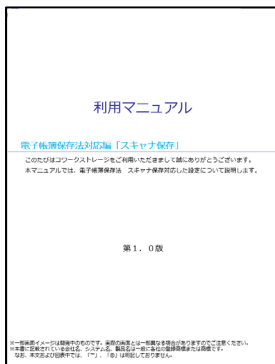 利用マニュアル
電子帳簿保存法対応編「スキャナ保存」
このたびはコワークストレージをご利用いただきまして誠にありがとうございます。
本マニュアルでは、電子帳簿保存法 スキャナ保存対応した設定について説明します。
第1．0版
※一部画面イメージは開発中のものです。実際の画面とは一部異なる場合がありますのでご注意ください。
※本書に記載されている会社名、システム名、製品名は一般に各社の登録商標または商標です。
なお、本文および図表中では、「™」、「®」は明記しておりません。